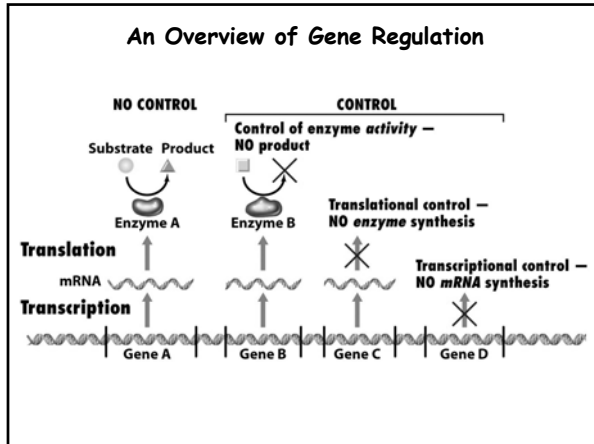 An Overview of Gene Regulation
NO CONTROL
CONTROL
Control of enzyme activity —
NO product
Substrate Product
Enzyme A
Enzyme B
Translational control —
NO enzyme synthesis
Translation
mRNA
Transcriptional control —
NO mRNA synthesis
Transcription
Gene A
Gene B
Gene C
Gene D